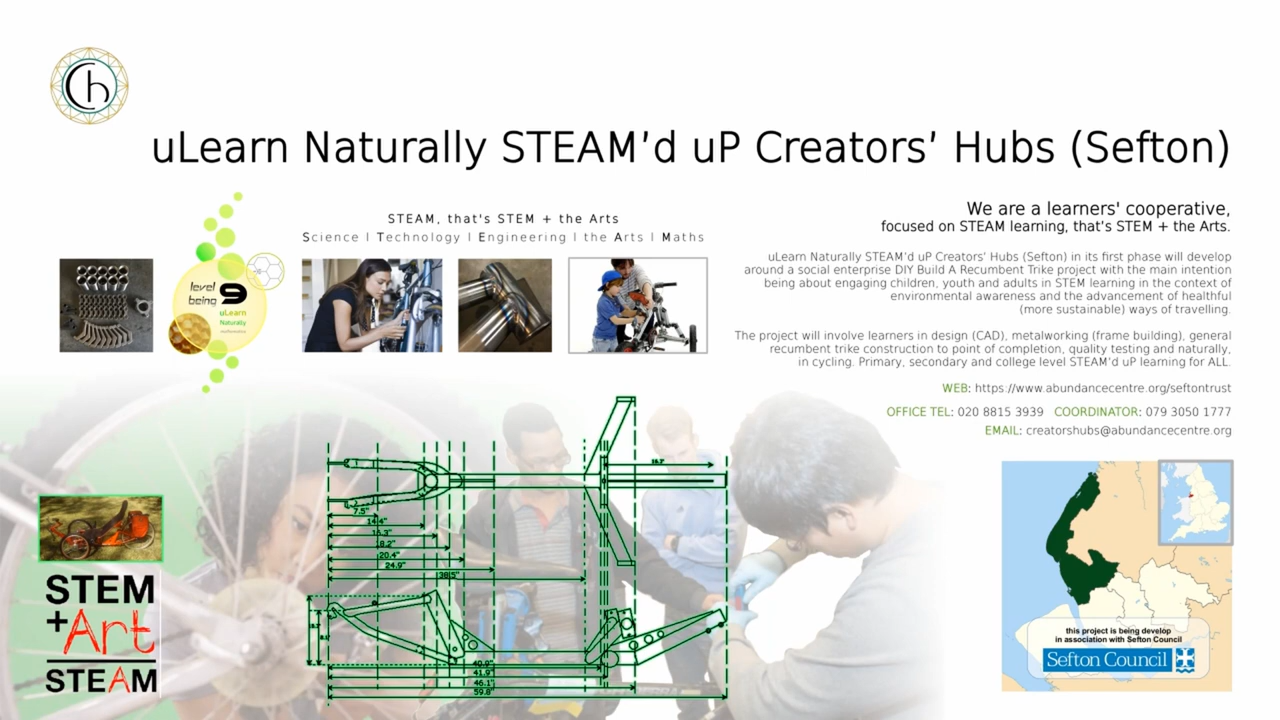 Ch
uLearn Naturally STEAM’d uP Creators’ Hubs (Sefton)
STEAM, that's STEM + the Arts
Science l Technology l Engineering l the Arts l Maths
level
being 9
uLearn
Naturally
We are a learners' cooperative,
focused on STEAM learning, that's STEM + the Arts.
uLearn Naturally STEAM’d uP Creators’ Hubs (Sefton) in its first phase will develop
around a social enterprise DIY Build A Recumbent Trike project with the main intention
being about engaging children, youth and adults in STEM learning in the context of
environmental awareness and the advancement of healthful
(more sustainable) ways of travelling.
The project will involve learners in design (CAD), metalworking (frame building), general
recumbent trike construction to point of completion, quality testing and naturally,
in cycling. Primary, secondary and college level STEAM’d uP learning for ALL.
WEB: https://www.abundancecentre.org/seftontrust
OFFICE TEL: 020 8815 3939 COORDINATOR: 079 3050 1777
EMAIL: creatorshubs@abundancecentre.org
7.5"
14.4"
18.2"
20.4"
24.9"
38.5"
40.9"
41.9"
46.1"
59.8"
STEM
+Art
STEAM
this project is being develop
in association with Sefton Council
Sefton Council